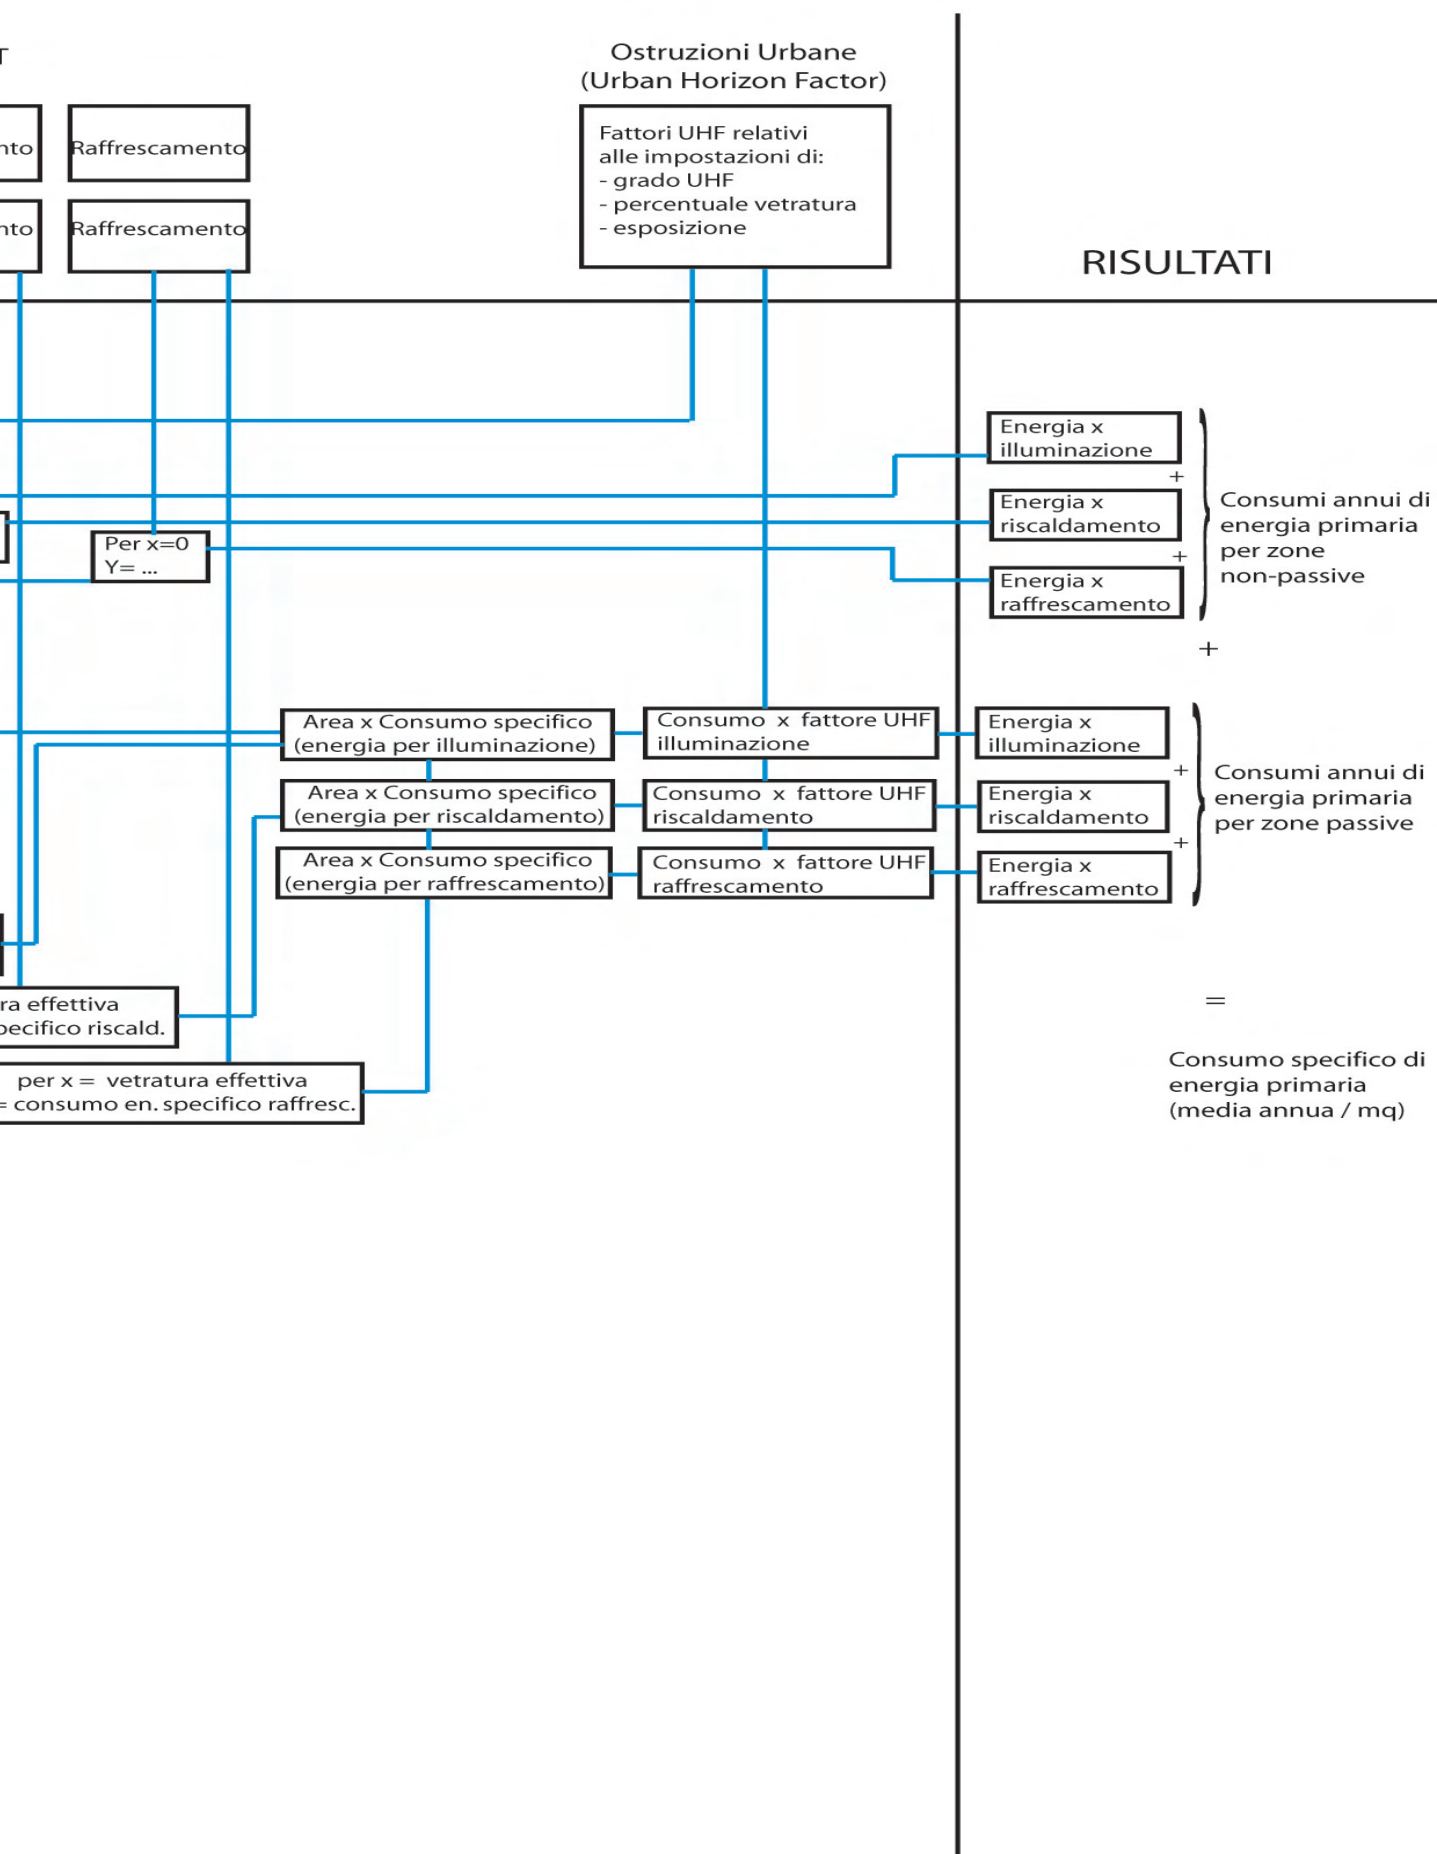 T
Ostruzioni Urbane
(Urban Horizon Factor)
nto
Raffrescamento
Fattori UHF relativi
alle impostazioni di:
- grado UHF
- percentuale vetratura
- esposizione
nto
Raffrescamento
RISULTATI
Energia x
illuminazione
+
Energia x
riscaldamento
+
Energia x
raffrescamento
Consumi annui di
energia primaria
per zone
non-passive
Per x=0
Y= ...
+
Area x Consumo specifico
(energia per illuminazione)
Consumo x fattore UHF
illuminazione
Energia x
illuminazione
+
Area x Consumo specifico
(energia per riscaldamento)
Consumo x fattore UHF
riscaldamento
Energia x
riscaldamento
+
Area x Consumo specifico
(energia per raffrescamento)
Consumo x fattore UHF
raffrescamento
Energia x
raffrescamento
Consumi annui di
energia primaria
per zone passive
ra effettiva
pecifico riscald.
per x = vetratura effettiva
= consumo en. specifico raffresc.
=
Consumo specifico di
energia primaria
(media annua / mq)